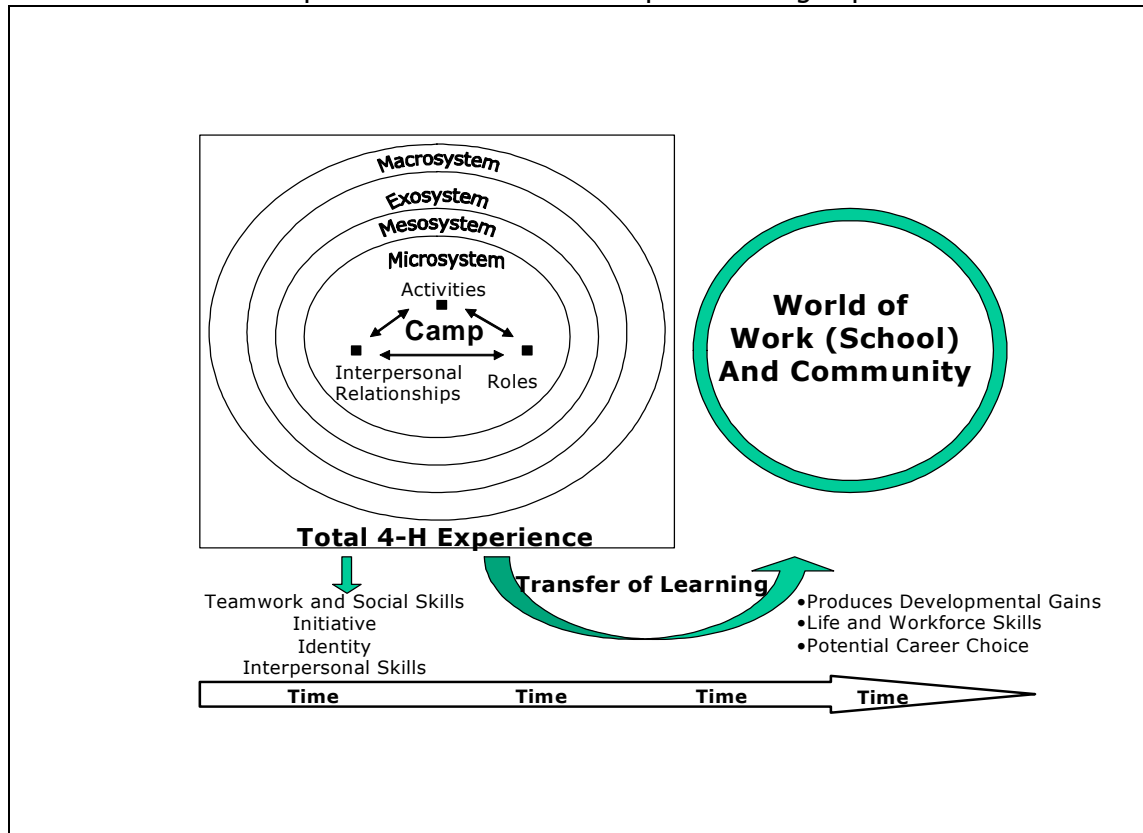 Macrosystem
Exosystem
Mesosystem
Microsystem
Activities
Camp
Interpersonal
Relationships
Roles
World of
Work (School)
And Community
Total 4-H Experience
Transfer of Learning
Teamwork and Social Skills
Initiative
Identity
Interpersonal Skills
•Produces Developmental Gains
•Life and Workforce Skills
•Potential Career Choice
Time Time Time Time